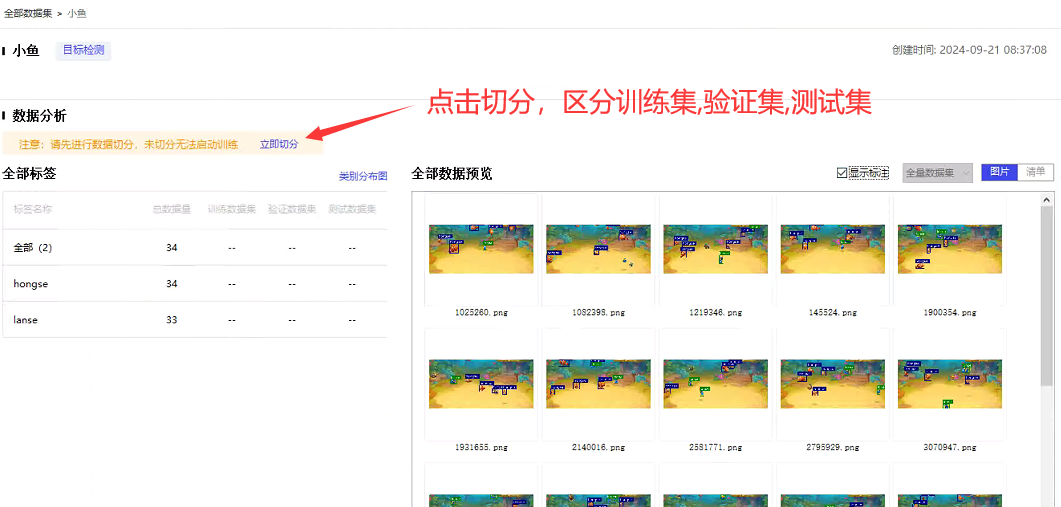 全部数据集 > 小鱼
小鱼 目标检测 创建时间: 2024-09-21 08:37:08
点击切分，区分训练集,验证集,测试集
数据分析
注意：请先进行数据切分，未切分无法启动训练 立即切分
全部标签 类别分布图 全部数据预览 显示标注 全量数据集 图片 清单
标签名称 总数据量 训练数据集 验证数据集 测试数据集
全部（2） 34 -- -- --
hongse 34 -- -- --
lanse 33 -- -- --
1025260.png 1082398.png 1219346.png 145524.png 1900354.png
1931655.png 2140016.png 2581771.png 2795929.png 3070947.png